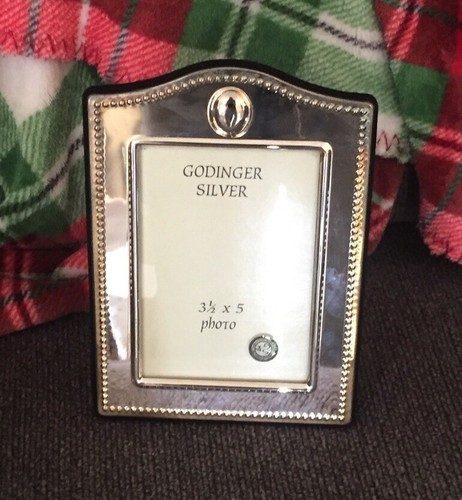 GODINGER
SILVER
3½ x 5
photo